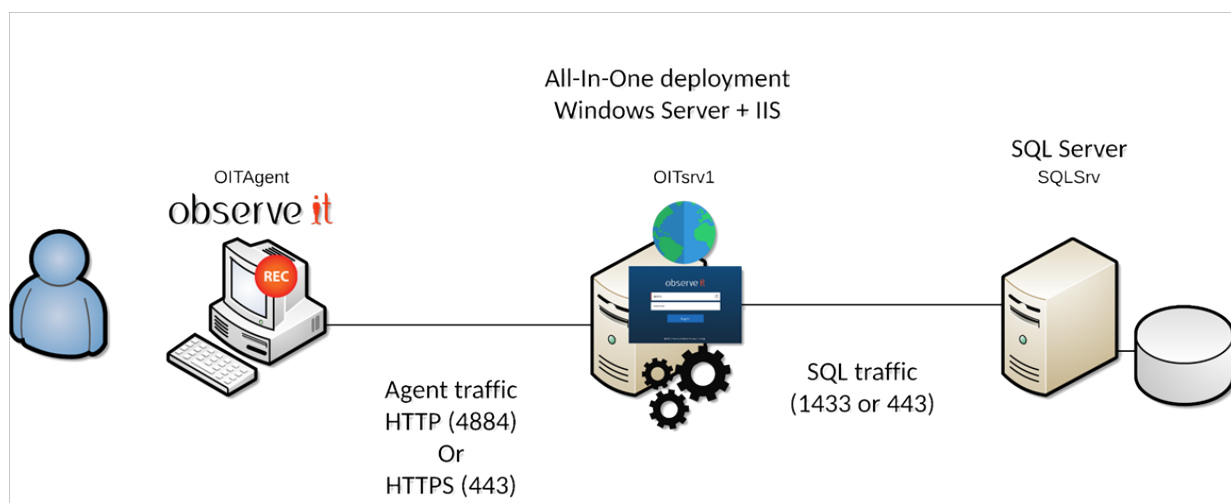 All-In-One deployment
Windows Server + IIS
SQL Server
SQLSrv
OITAgent
observe it
OITsrv1
REC
observe it
Agent traffic
HTTP (4884)
Or
HTTPS (443)
SQL traffic
(1433 or 443)